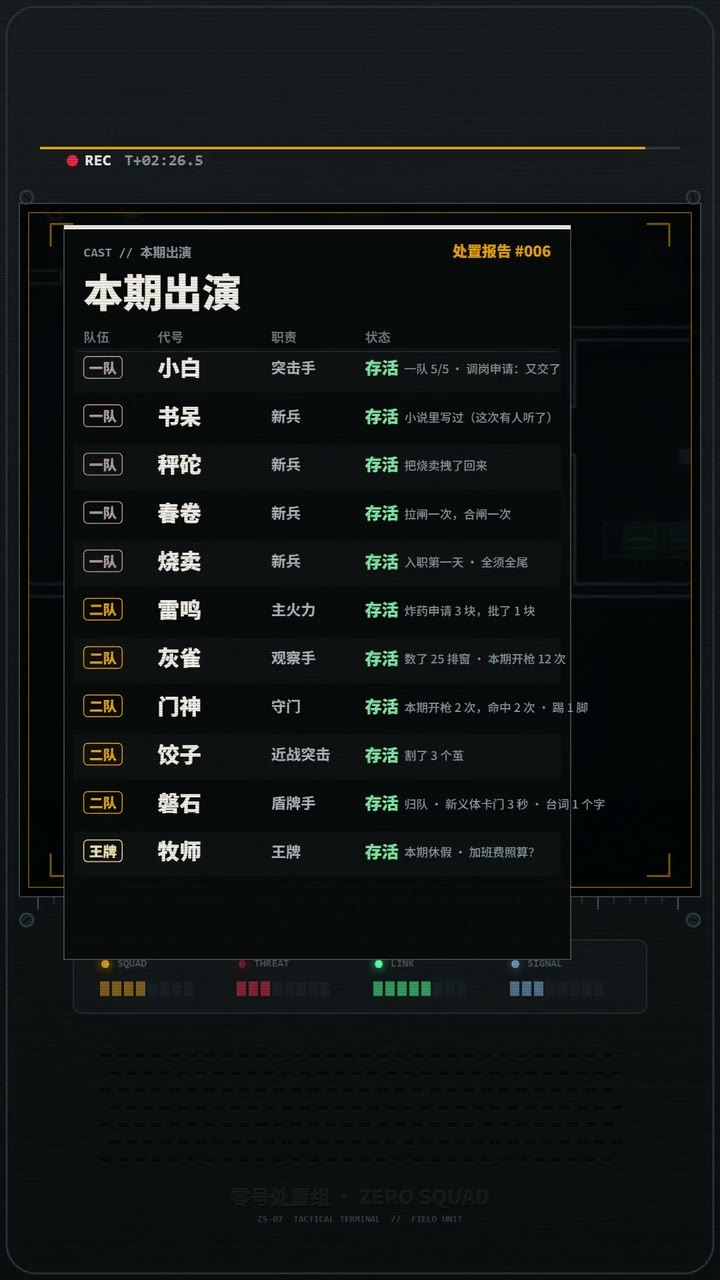 REC T+02:26.5
CAST // 本期出演 处置报告 #006
本期出演
队伍 代号 职责 状态
一队 小白 突击手 存活 一队 5/5 · 调岗申请：又交了
一队 书呆 新兵 存活 小说里写过（这次有人听了）
一队 秤砣 新兵 存活 把烧卖拽了回来
一队 春卷 新兵 存活 拉闸一次，合闸一次
一队 烧卖 新兵 存活 入职第一天 · 全须全尾
二队 雷鸣 主火力 存活 炸药申请 3 块，批了 1 块
二队 灰雀 观察手 存活 数了 25 排窗 · 本期开枪 12 次
二队 门神 守门 存活 本期开枪 2 次，命中 2 次 · 踢 1 脚
二队 饺子 近战突击 存活 割了 3 个茧
二队 磐石 盾牌手 存活 归队 · 新义体卡门 3 秒 · 台词 1 个字
王牌 牧师 王牌 存活 本期休假 · 加班费照算？
SQUAD THREAT LINK SIGNAL
零号处置组 · ZERO SQUAD
ZS-07 TACTICAL TERMINAL // FIELD UNIT